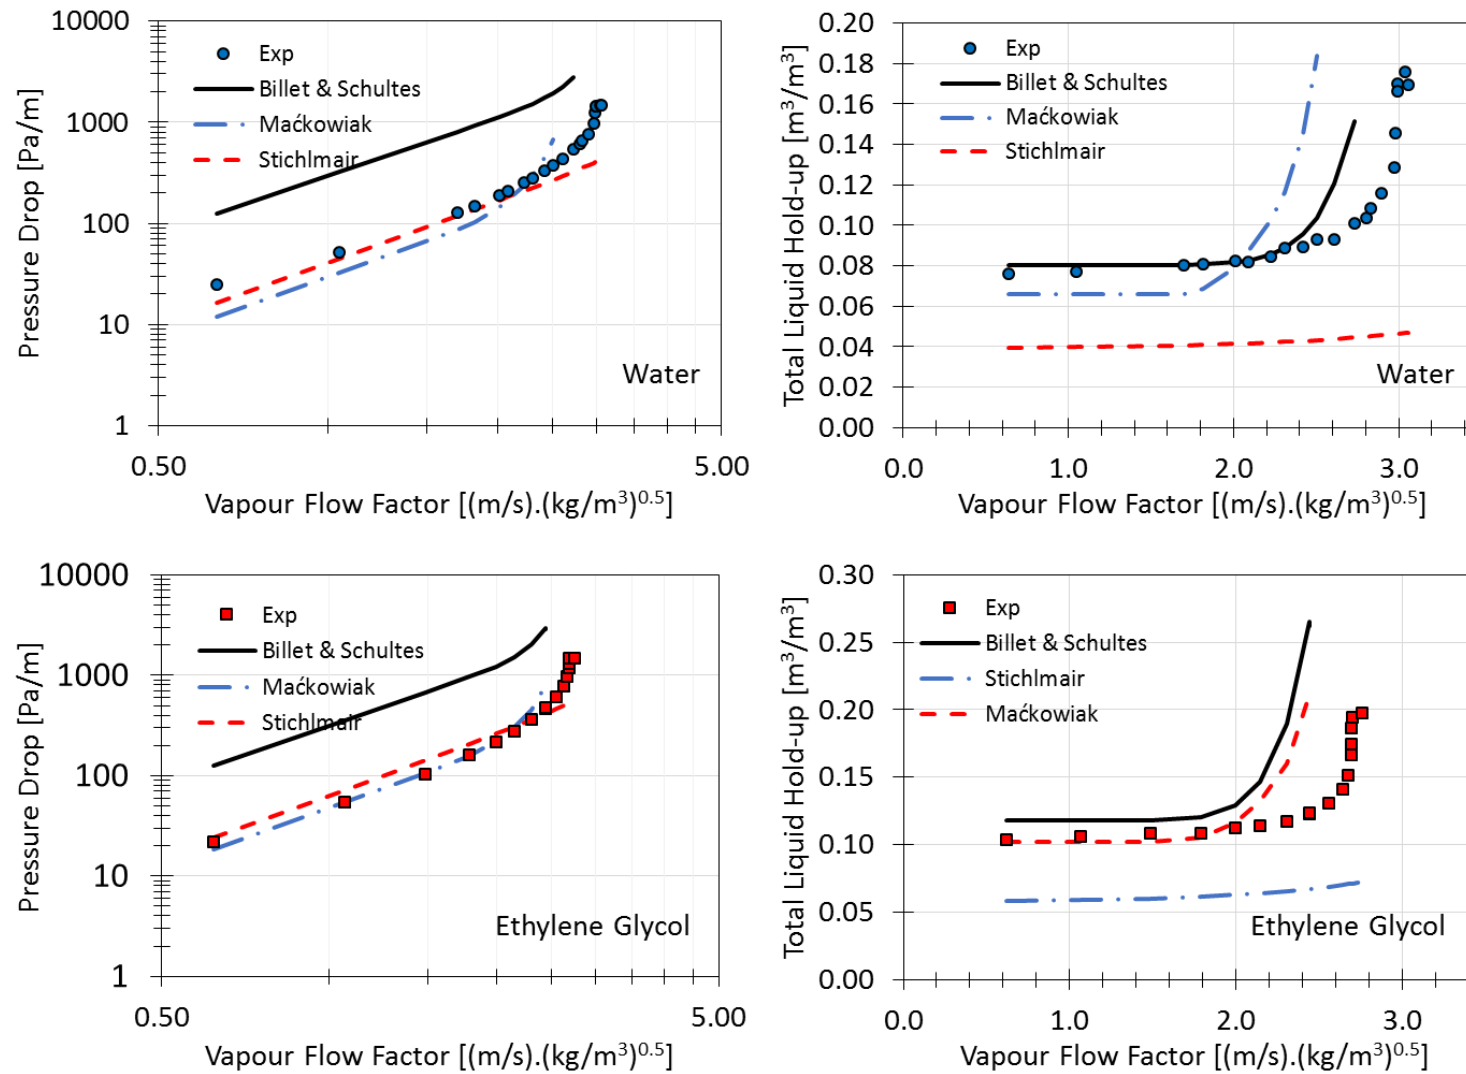 Pressure Drop [Pa/m]
10000
1000
100
10
1
Exp
Billet & Schultes
Maćkowiak
Stichlmair
Water
0.50
5.00
Vapour Flow Factor [(m/s).(kg/m³)⁰·⁵]
Total Liquid Hold-up [m³/m³]
0.20
0.18
0.16
0.14
0.12
0.10
0.08
0.06
0.04
0.02
0.00
Exp
Billet & Schultes
Maćkowiak
Stichlmair
Water
0.0
1.0
2.0
3.0
Vapour Flow Factor [(m/s).(kg/m³)⁰·⁵]
Pressure Drop [Pa/m]
10000
1000
100
10
1
Exp
Billet & Schultes
Maćkowiak
Stichlmair
Ethylene Glycol
0.50
5.00
Vapour Flow Factor [(m/s).(kg/m³)⁰·⁵]
Total Liquid Hold-up [m³/m³]
0.30
0.25
0.20
0.15
0.10
0.05
0.00
Exp
Billet & Schultes
Stichlmair
Maćkowiak
Ethylene Glycol
0.0
1.0
2.0
3.0
Vapour Flow Factor [(m/s).(kg/m³)⁰·⁵]